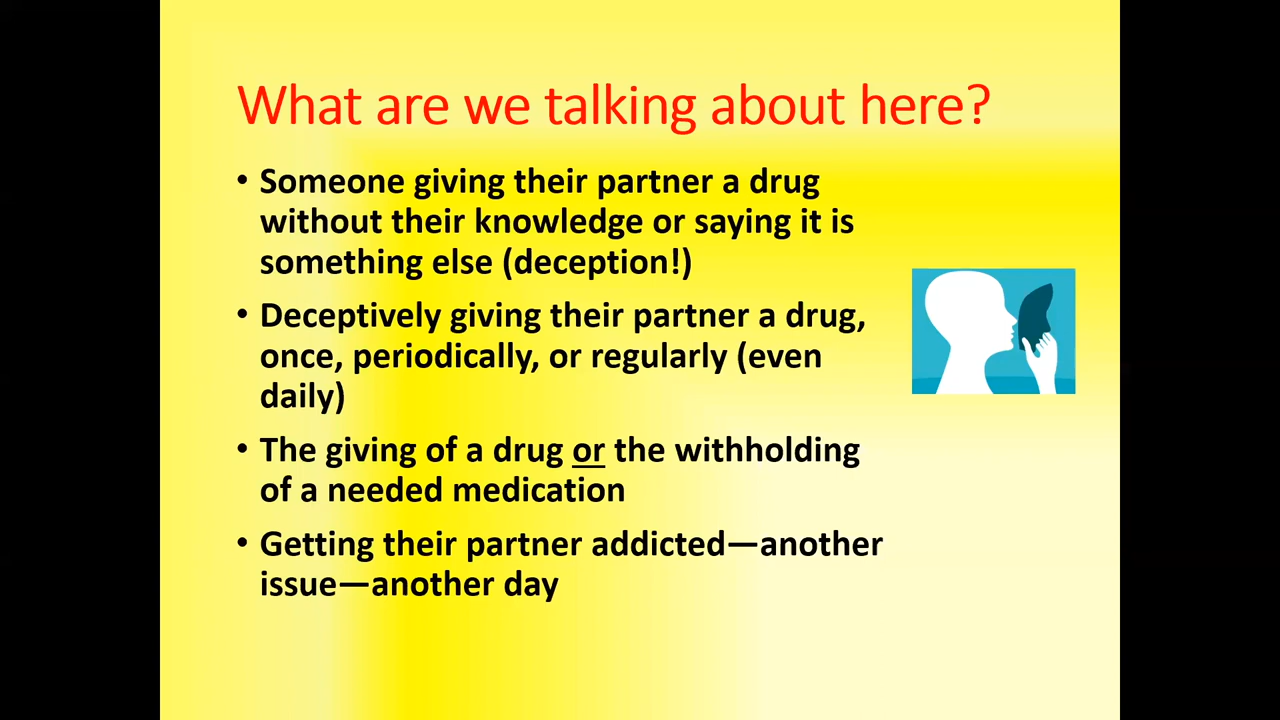 What are we talking about here?
• Someone giving their partner a drug
without their knowledge or saying it is
something else (deception!)
• Deceptively giving their partner a drug,
once, periodically, or regularly (even
daily)
• The giving of a drug or the withholding
of a needed medication
• Getting their partner addicted—another
issue—another day